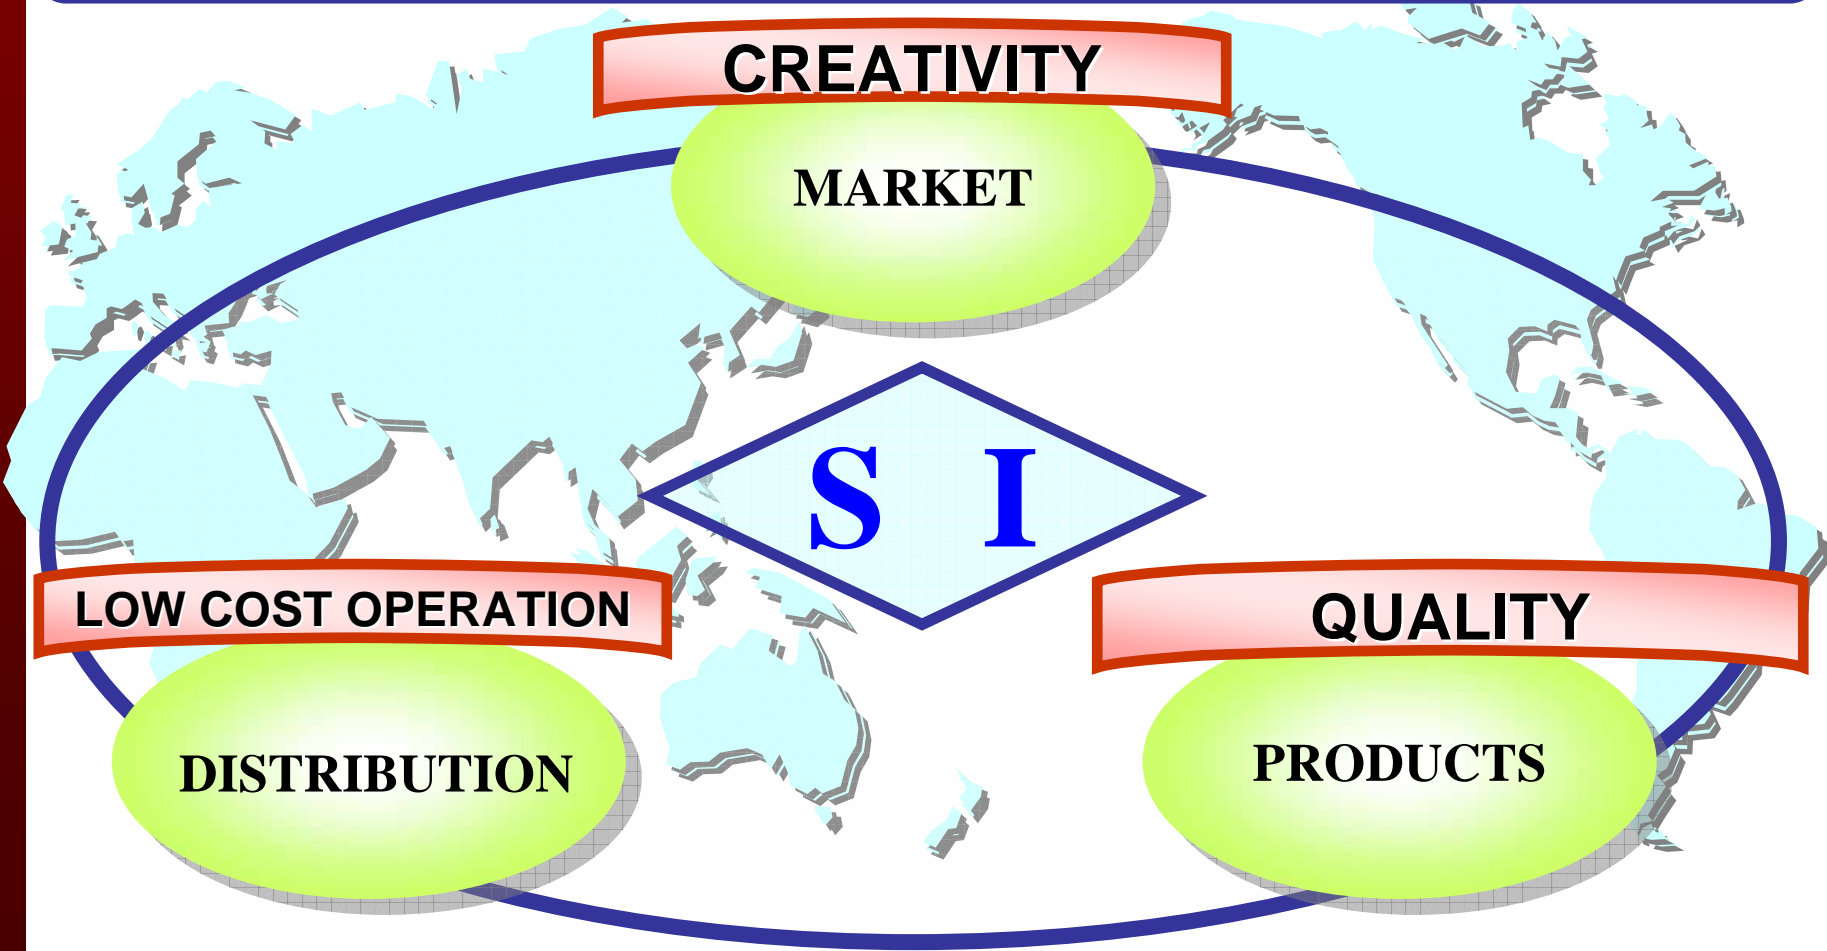 CREATIVITY
MARKET
S I
LOW COST OPERATION
DISTRIBUTION
QUALITY
PRODUCTS